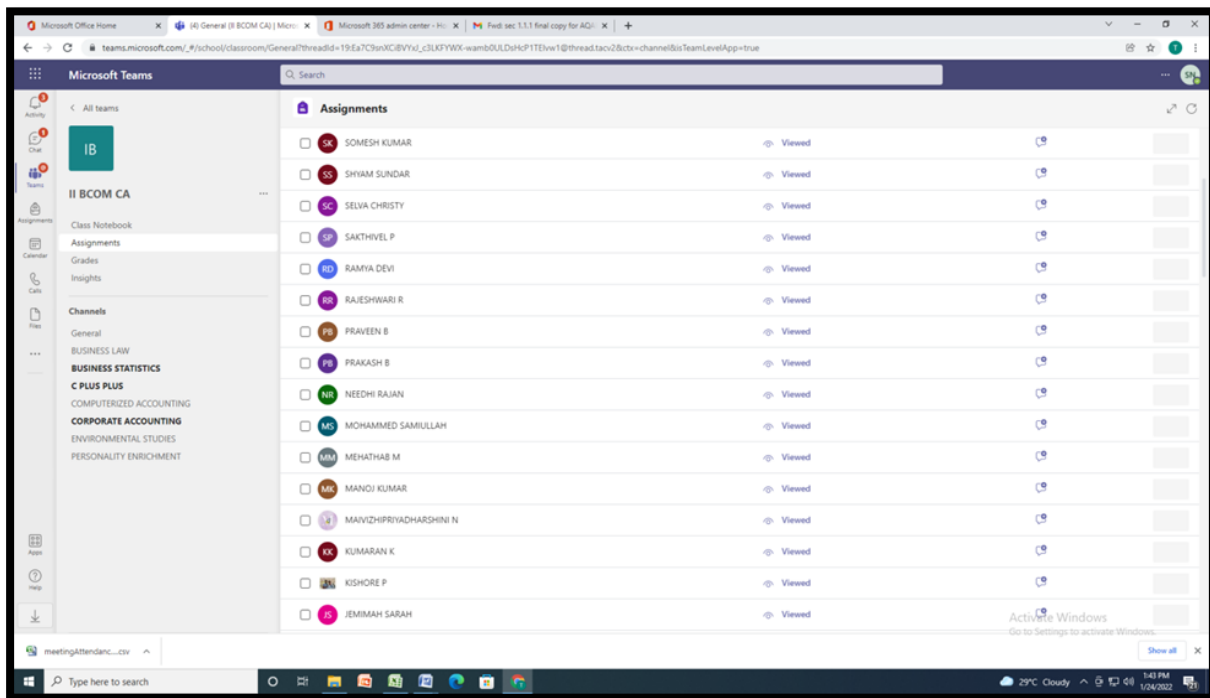 Microsoft Office Home
(4) General (II BCOM CA) | Micro
Microsoft 365 admin center - Ho
Fwd: sec 1.1.1 final copy for AQA
Microsoft Teams
Search
SN
Activity
Chat
Teams
Assignments
Calendar
Calls
Files
Apps
Help
All teams
IB
II BCOM CA
Class Notebook
Assignments
Grades
Insights
Channels
General
BUSINESS LAW
BUSINESS STATISTICS
C PLUS PLUS
COMPUTERIZED ACCOUNTING
CORPORATE ACCOUNTING
ENVIRONMENTAL STUDIES
PERSONALITY ENRICHMENT
Assignments
SK SOMESH KUMAR Viewed
SS SHYAM SUNDAR Viewed
SC SELVA CHRISTY Viewed
SP SAKTHIVEL P Viewed
RD RAMYA DEVI Viewed
RR RAJESHWARI R Viewed
PB PRAVEEN B Viewed
PB PRAKASH B Viewed
NR NEEDHI RAJAN Viewed
MS MOHAMMED SAMIULLAH Viewed
MM MEHATHAB M Viewed
MK MANOJ KUMAR Viewed
MAIVIZHIPRIYADHARSHINI N Viewed
KK KUMARAN K Viewed
KISHORE P Viewed
JS JEMIMAH SARAH Viewed
Activate Windows
Go to Settings to activate Windows.
meetingAttendanc....csv
Show all
Type here to search
29°C Cloudy
1:43 PM
1/24/2022